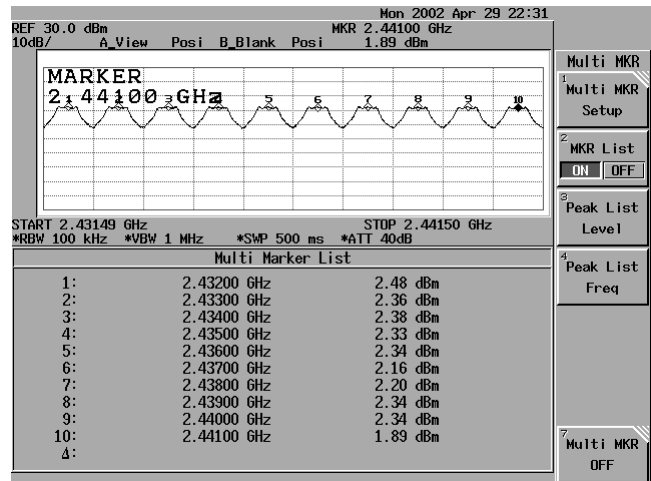 Mon 2002 Apr 29 22:31
REF 30.0 dBm MKR 2.44100 GHz
10dB/ A_View Posi B_Blank Posi 1.89 dBm
MARKER
2.44100 GHz
1 2 3 4 5 6 7 8 9 10
START 2.43149 GHz STOP 2.44150 GHz
*RBW 100 kHz *VBW 1 MHz *SWP 500 ms *ATT 40dB
Multi Marker List
1: 2.43200 GHz 2.48 dBm
2: 2.43300 GHz 2.36 dBm
3: 2.43400 GHz 2.38 dBm
4: 2.43500 GHz 2.33 dBm
5: 2.43600 GHz 2.34 dBm
6: 2.43700 GHz 2.16 dBm
7: 2.43800 GHz 2.20 dBm
8: 2.43900 GHz 2.34 dBm
9: 2.44000 GHz 2.34 dBm
10: 2.44100 GHz 1.89 dBm
Δ:
Multi MKR
1
Multi MKR
Setup
2
MKR List
ON OFF
3
Peak List
Level
4
Peak List
Freq
7
Multi MKR
OFF